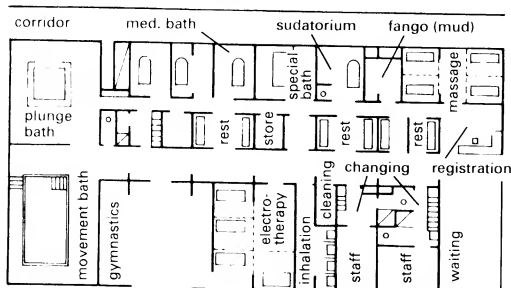 corridor
med. bath
sudatorium
fango (mud)
special
bath
massage
plunge
bath
rest
store
rest
rest
registration
changing
cleaning
movement bath
gymnastics
electro-
therapy
inhalation
staff
staff
waiting